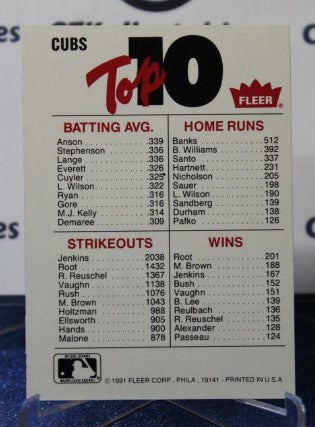 CUBS
Top 10
FLEER®
BATTING AVG.
Anson .339
Stephenson .336
Lange .336
Everett .326
Cuyler .325
L. Wilson .322
Ryan .316
Gore .316
M.J. Kelly .314
Demaree .309
HOME RUNS
Banks 512
B. Williams 392
Santo 337
Hartnett 231
Nicholson 205
Sauer 198
L. Wilson 190
Sandberg 139
Durham 138
Pafko 126
STRIKEOUTS
Jenkins 2038
Root 1432
R. Reuschel 1367
Vaughn 1138
Rush 1076
M. Brown 1043
Holtzman 988
Ellsworth 905
Hands 900
Malone 878
WINS
Root 201
M. Brown 188
Jenkins 167
Bush 152
Vaughn 151
B. Lee 139
Reulbach 136
R. Reuschel 135
Alexander 128
Passeau 124
© 1991 FLEER CORP., PHILA., 19141 - PRINTED IN U.S.A